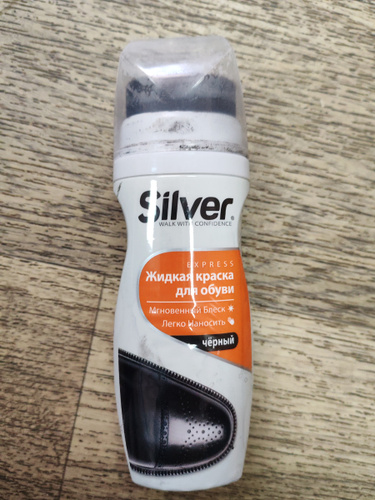 Silver®
WALK WITH CONFIDENCE
EXPRESS
Жидкая краска
для обуви
Мгновенный Блеск
Легко Наносить
чёрный